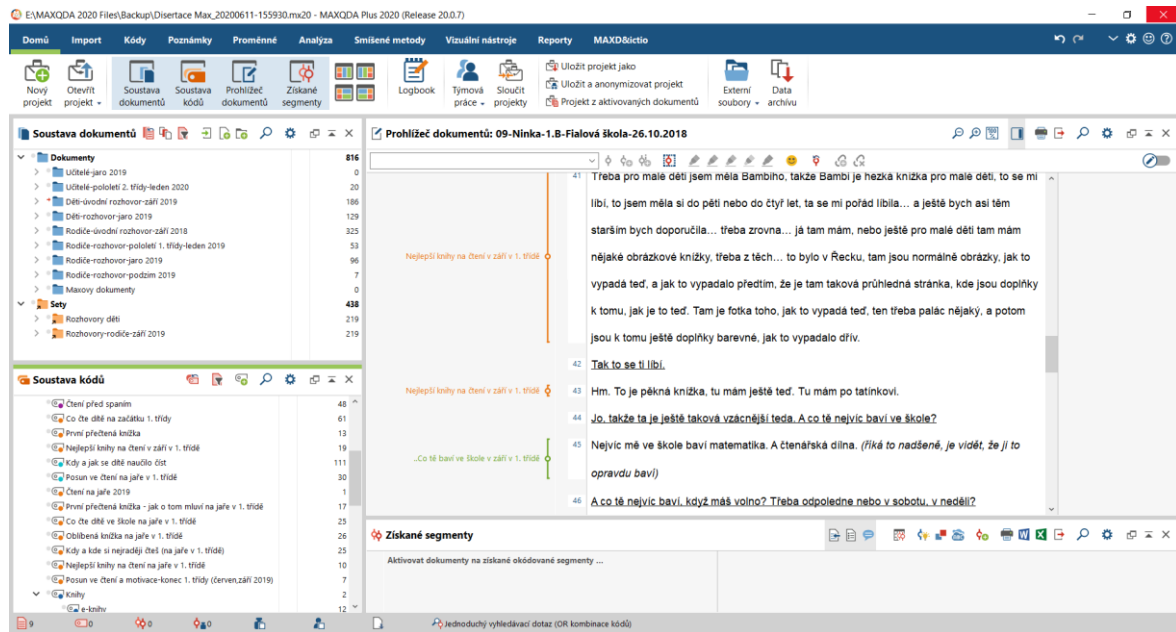 E:\MAXQDA 2020 Files\Backup\Disertace Max_20200611-155930.mx20 - MAXQDA Plus 2020 (Release 20.0.7)
Domů Import Kódy Poznámky Proměnné Analýza Smíšené metody Vizuální nástroje Reporty MAXD&ictio
Nový projekt
Otevřít projekt
Soustava dokumentů
Soustava kódů
Prohlížeč dokumentů
Získané segmenty
Logbook
Týmová práce
Sloučit projekty
Uložit projekt jako
Uložit a anonymizovat projekt
Projekt z aktivovaných dokumentů
Externí soubory
Data archivu
Soustava dokumentů
Dokumenty 816
Učitelé-jaro 2019 0
Učitelé-pololetí 2. třídy-leden 2020 20
Děti-úvodní rozhovor-září 2019 186
Děti-rozhovor-jaro 2019 129
Rodiče-úvodní rozhovor-září 2018 325
Rodiče-rozhovor-pololetí 1. třídy-leden 2019 53
Rodiče-rozhovor-jaro 2019 96
Rodiče-rozhovor-podzim 2019 7
Maxovy dokumenty 0
Sety 438
Rozhovory děti 219
Rozhovory-rodiče-září 2019 219
Soustava kódů
Čtení před spaním 48
Co čte dítě na začátku 1. třídy 61
První přečtená knížka 13
Nejlepší knihy na čtení v září v 1. třídě 19
Kdy a jak se dítě naučilo číst 111
Posun ve čtení na jaře v 1. třídě 30
Čtení na jaře 2019 1
První přečtená knížka - jak o tom mluví na jaře v 1. třídě 17
Co čte dítě ve škole na jaře v 1. třídě 25
Oblíbená knížka na jaře v 1. třídě 26
Kdy a kde si nejraději čteš (na jaře v 1. třídě) 25
Nejlepší knihy na čtení na jaře v 1. třídě 10
Posun ve čtení a motivace-konec 1. třídy (červen,září 2019) 7
Knihy 2
e-knihy 12
Prohlížeč dokumentů: 09-Ninka-1.B-Fialová škola-26.10.2018
41 Třeba pro malé děti jsem měla Bambiho, takže Bambi je hezká knížka pro malé děti, to se mi
líbí, to jsem měla si do pěti nebo do čtyř let, ta se mi pořád líbila… a ještě bych asi těm
starším bych doporučila… třeba zrovna… já tam mám, nebo ještě pro malé děti tam mám
Nejlepší knihy na čtení v září v 1. třídě
nějaké obrázkové knížky, třeba z těch… to bylo v Řecku, tam jsou normálně obrázky, jak to
vypadá teď, a jak to vypadalo předtím, že je tam taková průhledná stránka, kde jsou doplňky
k tomu, jak je to teď. Tam je fotka toho, jak to vypadá teď, ten třeba palác nějaký, a potom
jsou k tomu ještě doplňky barevné, jak to vypadalo dřív.
42 Tak to se ti líbí.
Nejlepší knihy na čtení v září v 1. třídě
43 Hm. To je pěkná knížka, tu mám ještě teď. Tu mám po tatínkovi.
44 Jo, takže ta je ještě taková vzácnější teda. A co tě nejvíc baví ve škole?
..Co tě baví ve škole v září v 1. třídě
45 Nejvíc mě ve škole baví matematika. A čtenářská dílna. (říká to nadšeně, je vidět, že ji to
opravdu baví)
46 A co tě nejvíc baví, když máš volno? Třeba odpoledne nebo v sobotu, v neděli?
Získané segmenty
Aktivovat dokumenty na získané okódované segmenty ...
9 0 0 0 Jednoduchý vyhledávací dotaz (OR kombinace kódů)